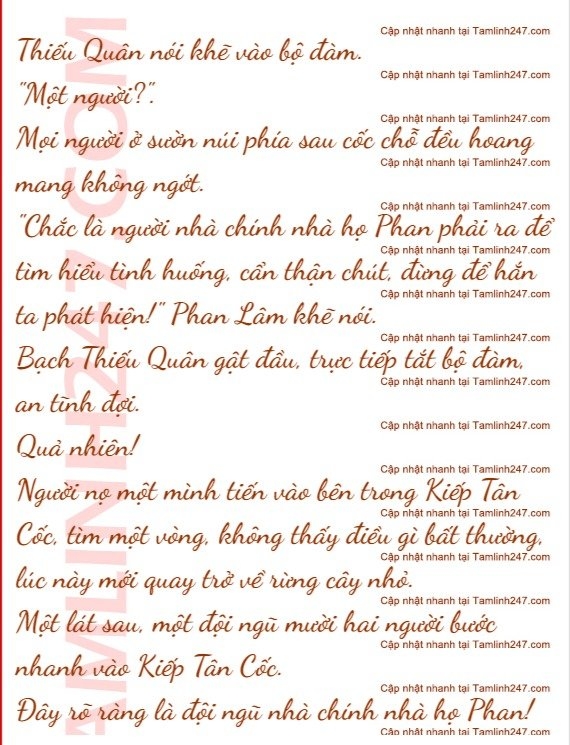 Cập nhật nhanh tại Tamlinh247.com
Thiếu Quân nói khẽ vào bộ đàm.
Cập nhật nhanh tại Tamlinh247.com
"Một người?".
Cập nhật nhanh tại Tamlinh247.com
Mọi người ở sườn núi phía sau cốc chỗ đều hoang
Cập nhật nhanh tại Tamlinh247.com
mang không ngớt.
Cập nhật nhanh tại Tamlinh247.com
"Chắc là người nhà chính nhà họ Phan phải ra để
Cập nhật nhanh tại Tamlinh247.com
tìm hiểu tình huống, cẩn thận chút, đừng để hắn
Cập nhật nhanh tại Tamlinh247.com
ta phát hiện!" Phan Lâm khẽ nói.
Cập nhật nhanh tại Tamlinh247.com
Bạch Thiếu Quân gật đầu, trực tiếp tắt bộ đàm,
Cập nhật nhanh tại Tamlinh247.com
an tĩnh đợi.
Cập nhật nhanh tại Tamlinh247.com
Quả nhiên!
Cập nhật nhanh tại Tamlinh247.com
Người nọ một mình tiến vào bên trong Kiếp Tân
Cập nhật nhanh tại Tamlinh247.com
Cốc, tìm một vòng, không thấy điều gì bất thường,
Cập nhật nhanh tại Tamlinh247.com
lúc này mới quay trở về rừng cây nhỏ.
Cập nhật nhanh tại Tamlinh247.com
Một lát sau, một đội ngũ mười hai người bước
Cập nhật nhanh tại Tamlinh247.com
nhanh vào Kiếp Tân Cốc.
Cập nhật nhanh tại Tamlinh247.com
Đây rõ ràng là đội ngũ nhà chính nhà họ Phan!
Cập nhật nhanh tại Tamlinh247.com
AMLINH247.COM